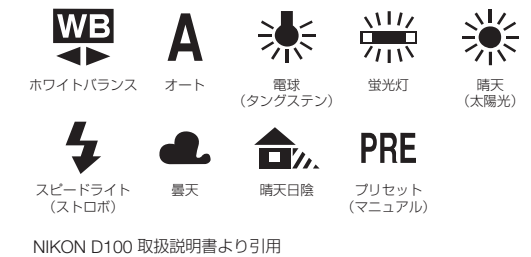 WB
A
ホワイトバランス
オート
電球
(タングステン)
蛍光灯
晴天
(太陽光)
PRE
スピードライト
(ストロボ)
曇天
晴天日陰
プリセット
(マニュアル)
NIKON D100 取扱説明書より引用